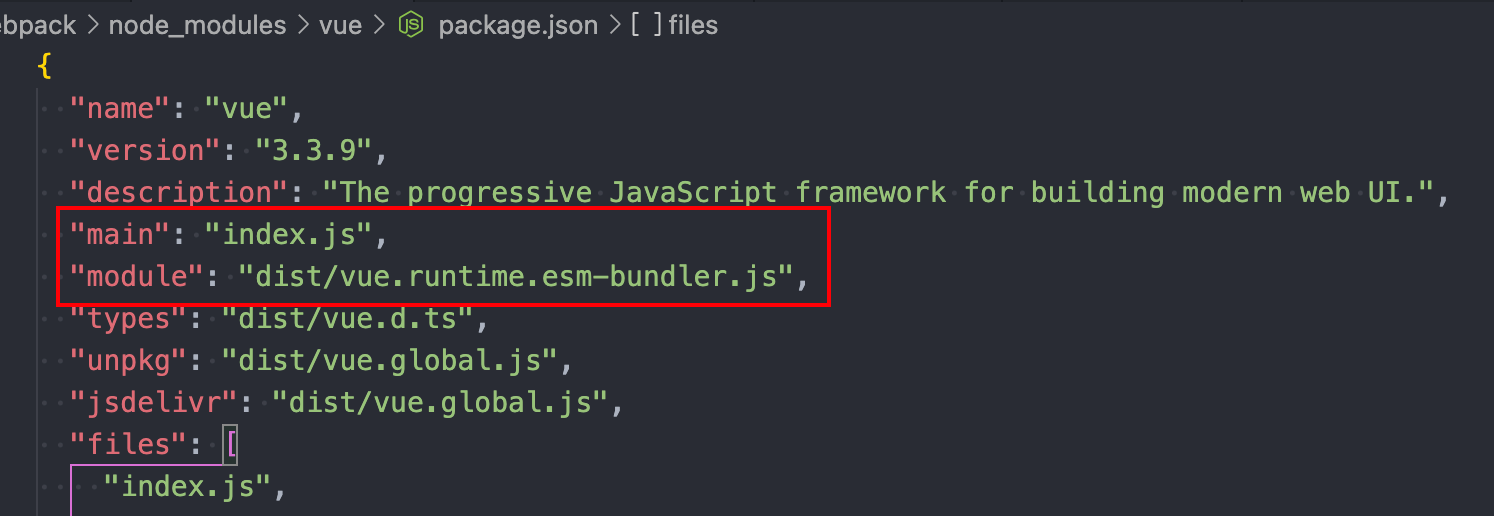 ebpack > node_modules > vue > JS package.json > [ ] files
{
"name": "vue",
"version": "3.3.9",
"description": "The progressive JavaScript framework for building modern web UI.",
"main": "index.js",
"module": "dist/vue.runtime.esm-bundler.js",
"types": "dist/vue.d.ts",
"unpkg": "dist/vue.global.js",
"jsdelivr": "dist/vue.global.js",
"files": [
"index.js",